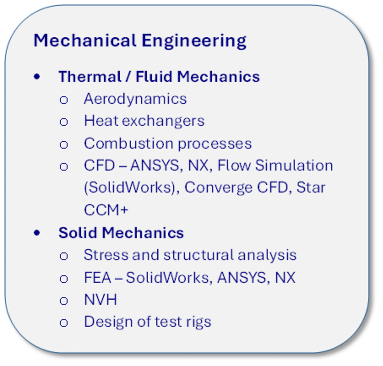 Mechanical Engineering
• Thermal / Fluid Mechanics
o Aerodynamics
o Heat exchangers
o Combustion processes
o CFD – ANSYS, NX, Flow Simulation
(SolidWorks), Converge CFD, Star
CCM+
• Solid Mechanics
o Stress and structural analysis
o FEA – SolidWorks, ANSYS, NX
o NVH
o Design of test rigs